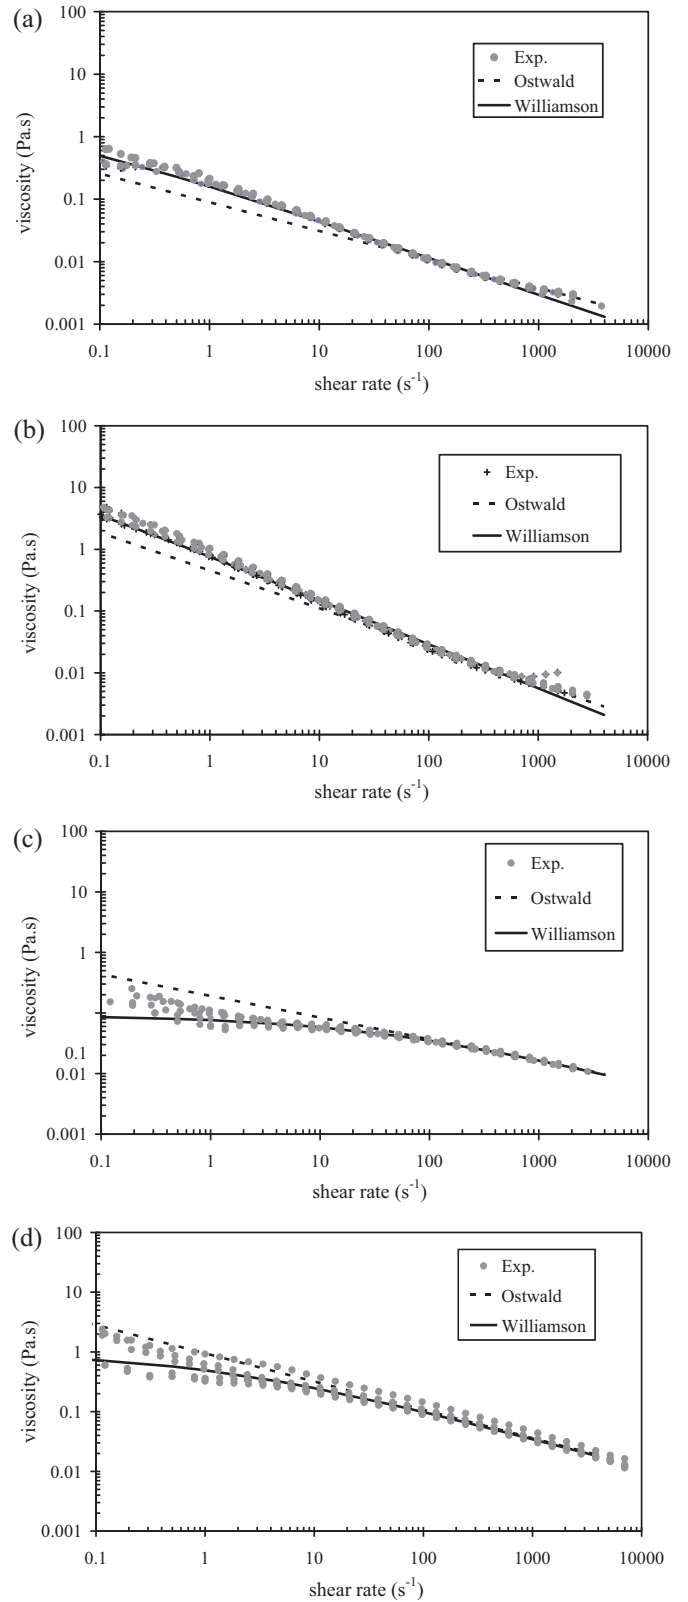 (a)
100
10
1
0.1
0.01
0.001
viscosity (Pa.s)
Exp.
Ostwald
Williamson
0.1 1 10 100 1000 10000
shear rate (s-1)
(b)
100
10
1
0.1
0.01
0.001
viscosity (Pa.s)
Exp.
Ostwald
Williamson
0.1 1 10 100 1000 10000
shear rate (s-1)
(c)
100
10
1
0.1
0.01
0.001
viscosity (Pa.s)
Exp.
Ostwald
Williamson
0.1 1 10 100 1000 10000
shear rate (s-1)
(d)
100
10
1
0.1
0.01
0.001
viscosity (Pa.s)
Exp.
Ostwald
Williamson
0.1 1 10 100 1000 10000
shear rate (s-1)